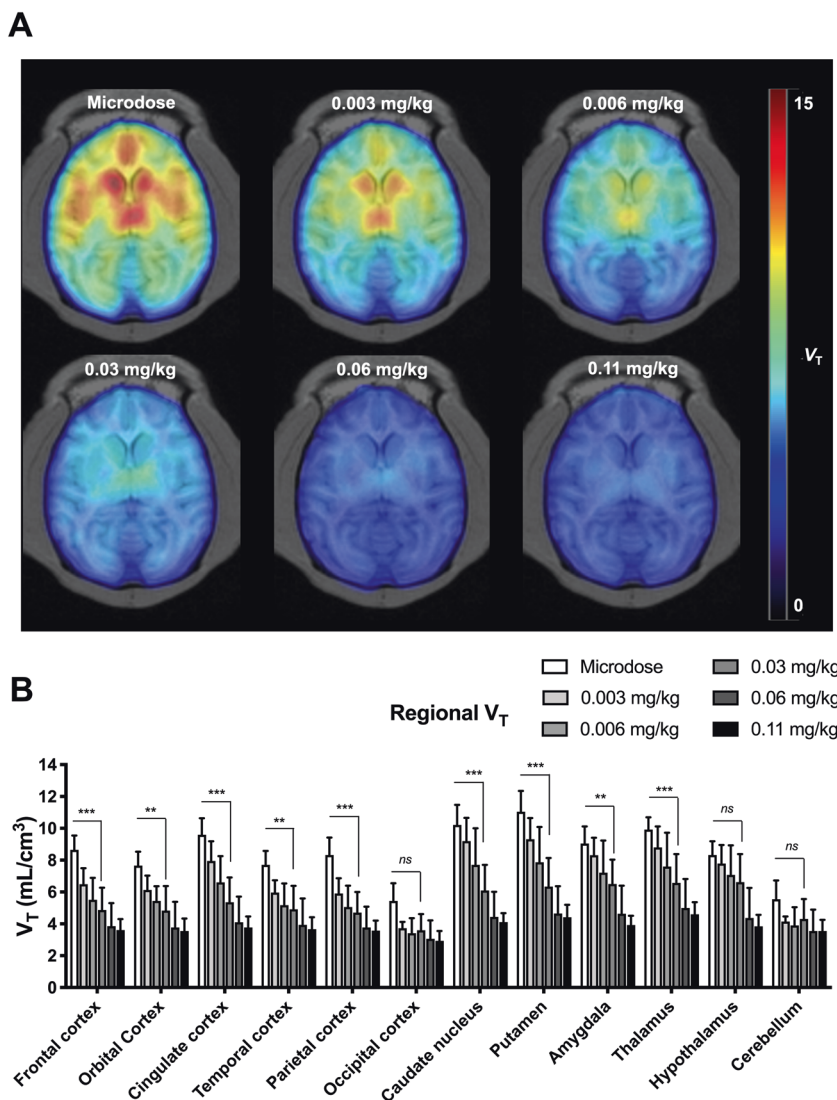 A
Microdose
0.003 mg/kg
0.006 mg/kg
15
V_T
0.03 mg/kg
0.06 mg/kg
0.11 mg/kg
0
B
Regional V_T
Microdose
0.003 mg/kg
0.006 mg/kg
0.03 mg/kg
0.06 mg/kg
0.11 mg/kg
V_T (mL/cm³)
14
12
10
8
6
4
2
0
***
**
***
**
***
ns
***
***
**
***
ns
ns
Frontal cortex
Orbital Cortex
Cingulate cortex
Temporal cortex
Parietal cortex
Occipital cortex
Caudate nucleus
Putamen
Amygdala
Thalamus
Hypothalamus
Cerebellum